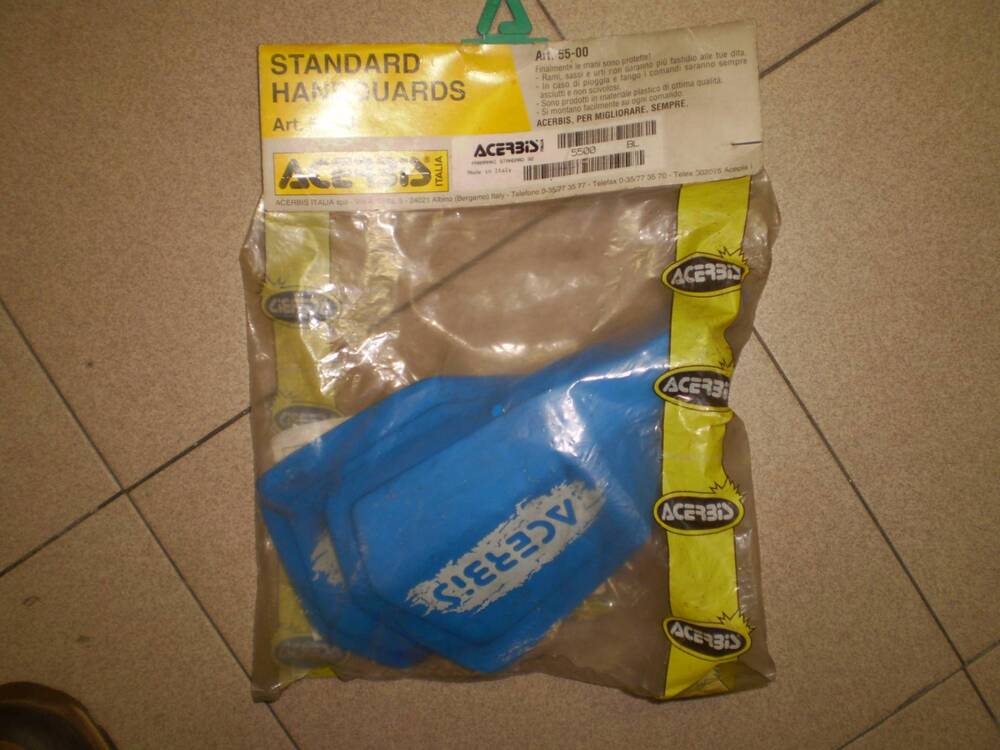 STANDARD
HANDGUARDS
Art.
ACERBIS
ITALIA
Art. 55-00
Finalmente le mani sono protette!
- Rami, sassi e urti non daranno più fastidio alle tue dita.
- In caso di pioggia e fango i comandi saranno sempre
asciutti e non scivolosi.
- Sono prodotti in materiale plastico di ottima qualità.
- Si montano facilmente su ogni comando.
ACERBIS. PER MIGLIORARE. SEMPRE.
ACERBIS
5500 BL
STANDARD
Made in Italy
ACERBIS ITALIA spa - 24021 Albino (Bergamo) Italy - Telefono 0-35/77 35 77 - Telefax 0-35/77 35 70 - Telex 302015 Acepla I
ACERBIS
ACERBIS
ACERBIS
ACERBIS
ACERBIS